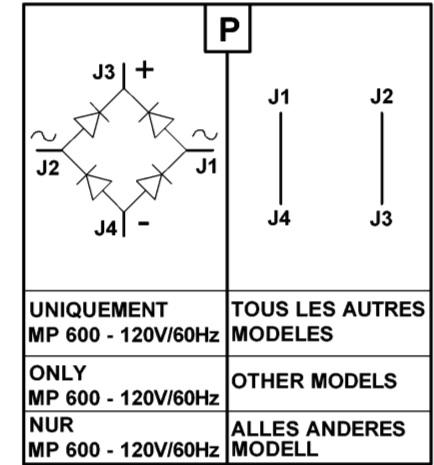 P
J3 +
J2
J1
J4 -
J1 J2
J4 J3
UNIQUEMENT
MP 600 - 120V/60Hz
TOUS LES AUTRES
MODELES
ONLY
MP 600 - 120V/60Hz
OTHER MODELS
NUR
MP 600 - 120V/60Hz
ALLES ANDERES
MODELL